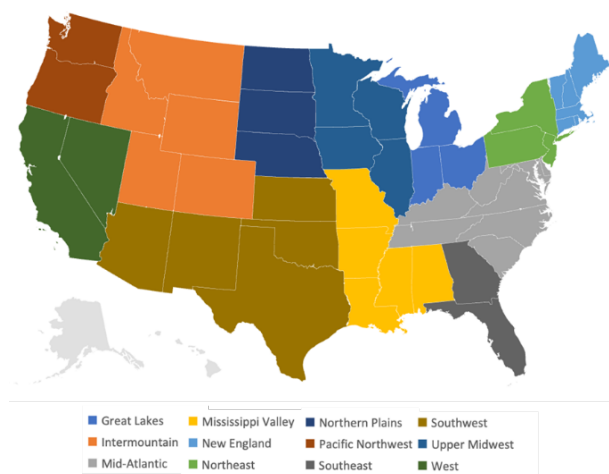 Great Lakes Mississippi Valley Northern Plains Southwest
Intermountain New England Pacific Northwest Upper Midwest
Mid-Atlantic Northeast Southeast West